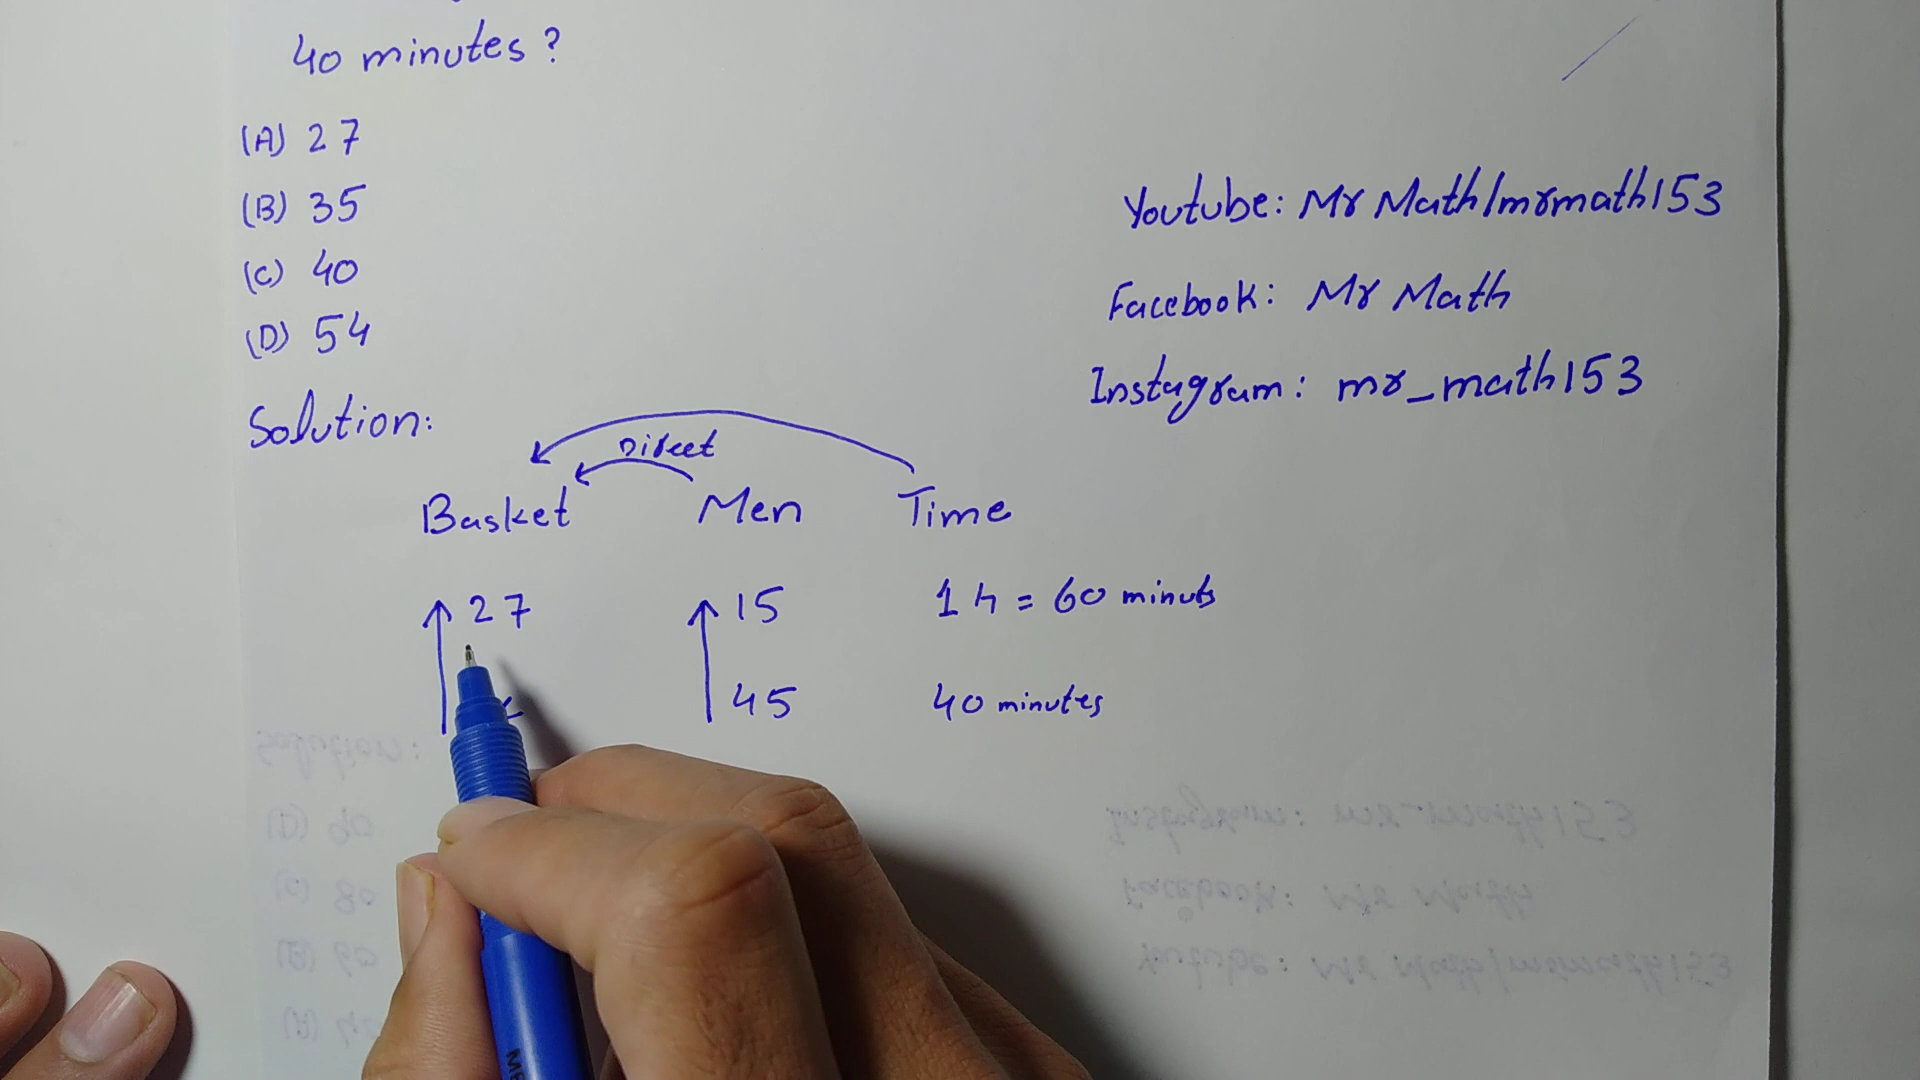 40 minutes?
(A) 27
(B) 35
(C) 40
(D) 54
Youtube: Mr Math/mrmath153
Facebook: Mr Math
Instagram: mr_math153
Solution:
Direct
Basket Men Time
27 15 1 h = 60 minuts
45 40 minutes